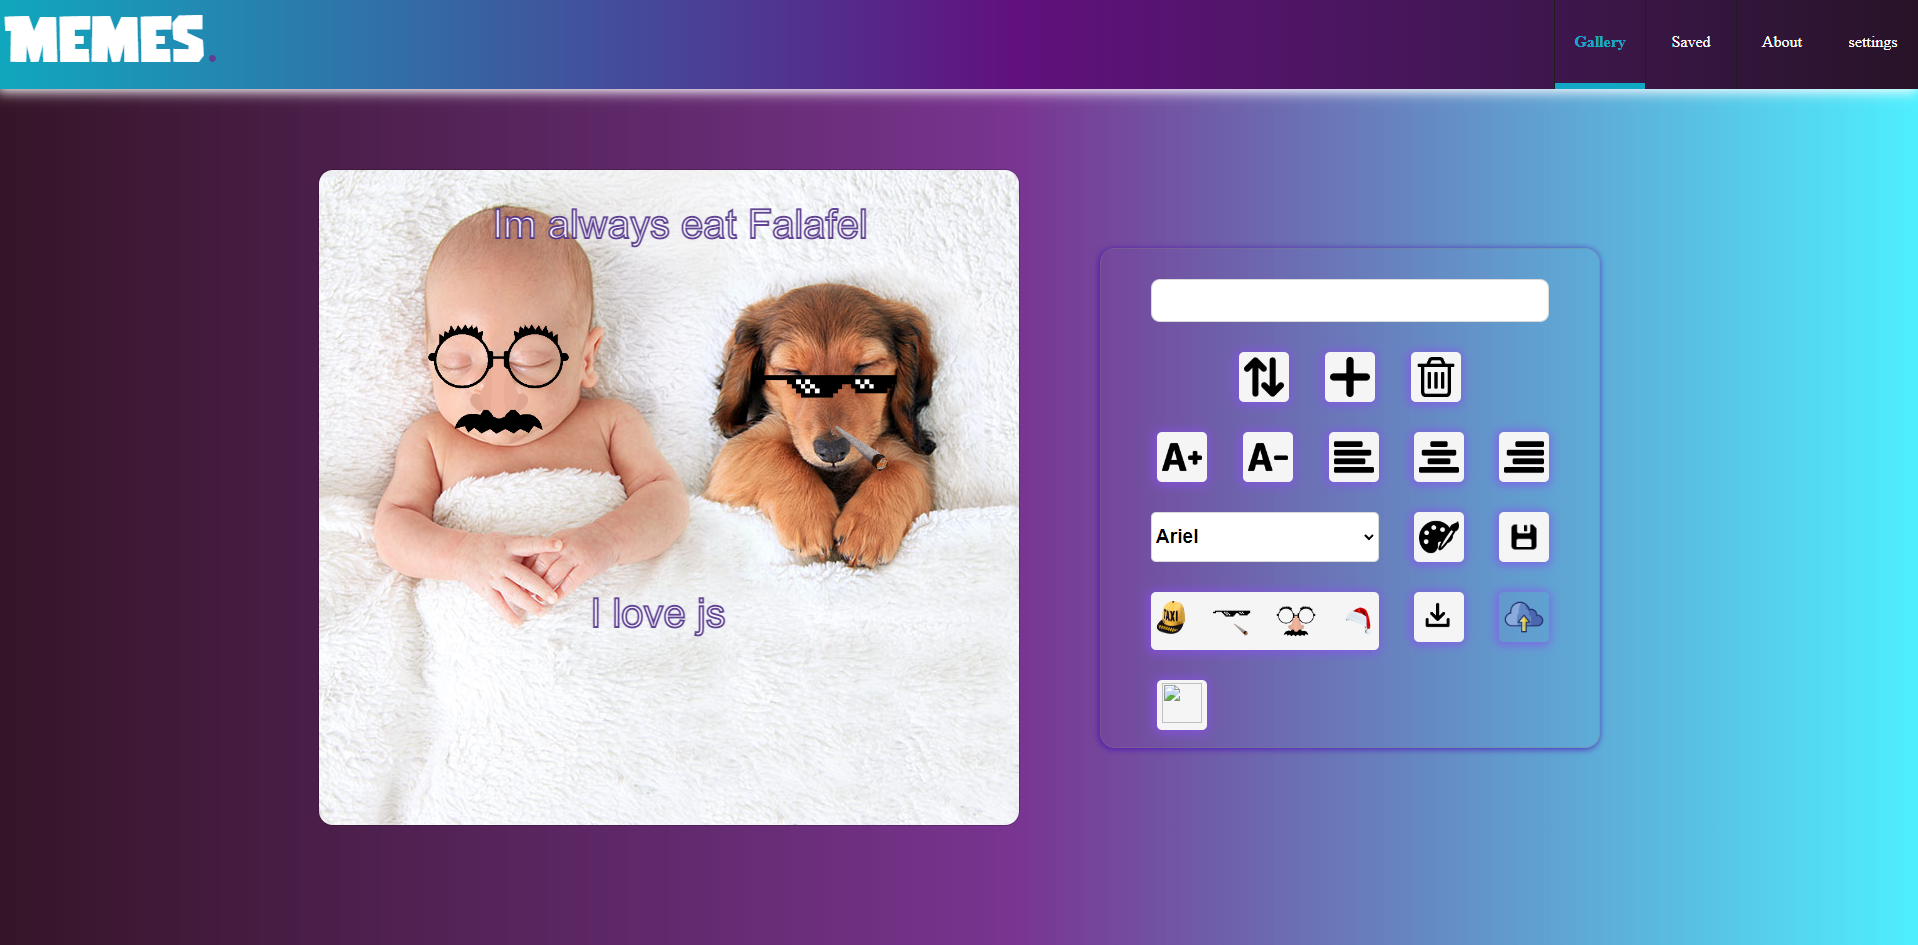 MEMES.
Gallery
Saved
About
settings
Im always eat Falafel
A+
A-
Ariel
TAXI
I love js